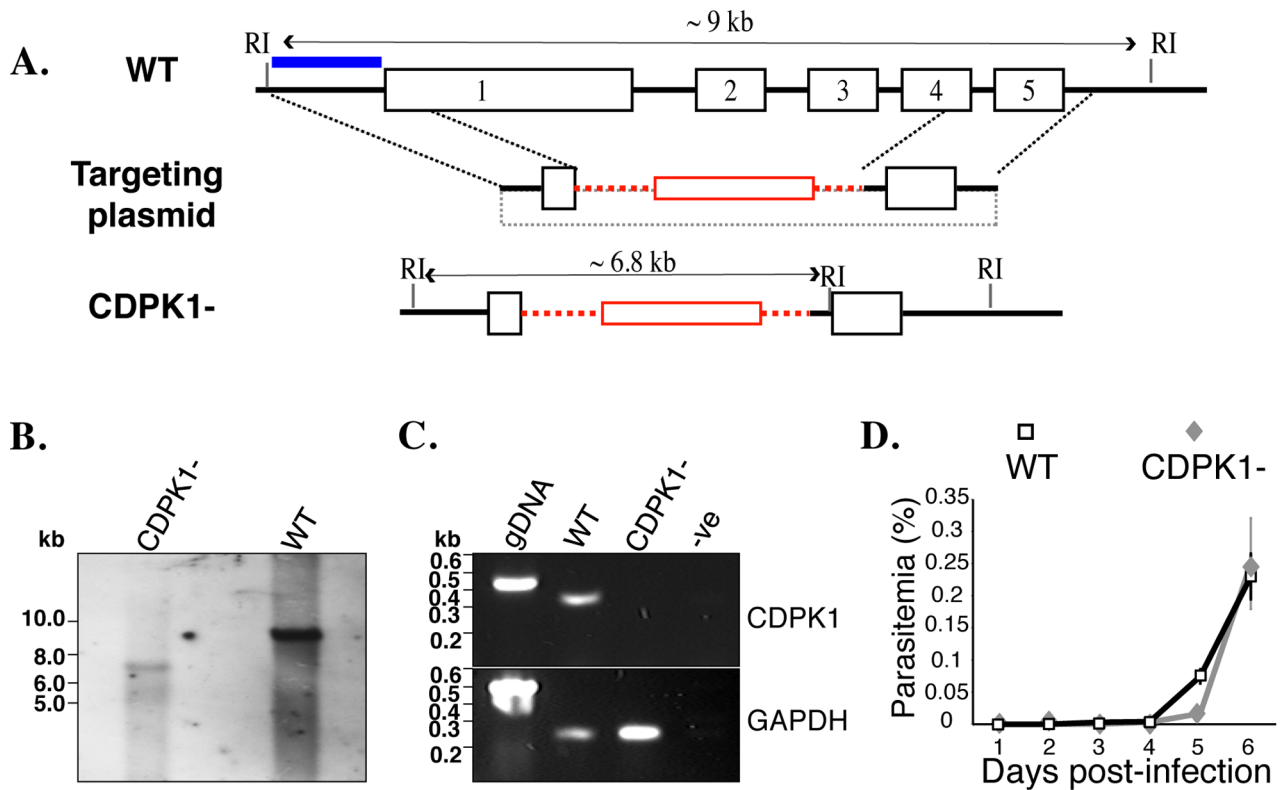 A.
WT
RI
~ 9 kb
RI
1 2 3 4 5
Targeting
plasmid
CDPK1-
RI
~ 6.8 kb
RI
RI
B.
CDPK1-
WT
kb
10.0
8.0
6.0
5.0
C.
gDNA
WT
CDPK1-
-ve
kb
0.6
0.5
0.4
0.3
0.2
CDPK1
0.6
0.5
0.4
0.3
0.2
GAPDH
D.
WT
CDPK1-
Parasitemia (%)
0.35
0.3
0.25
0.2
0.15
0.1
0.05
0
1 2 3 4 5 6
Days post-infection